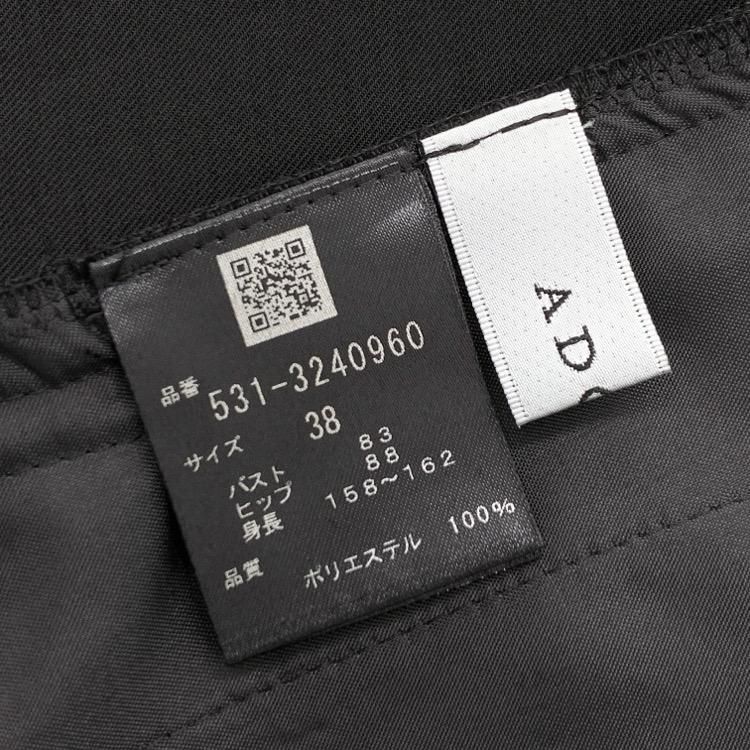 品番 531-3240960
サイズ 38
バスト 83
ヒップ 88
身長 158~162
品質 ポリエステル 100%
AD